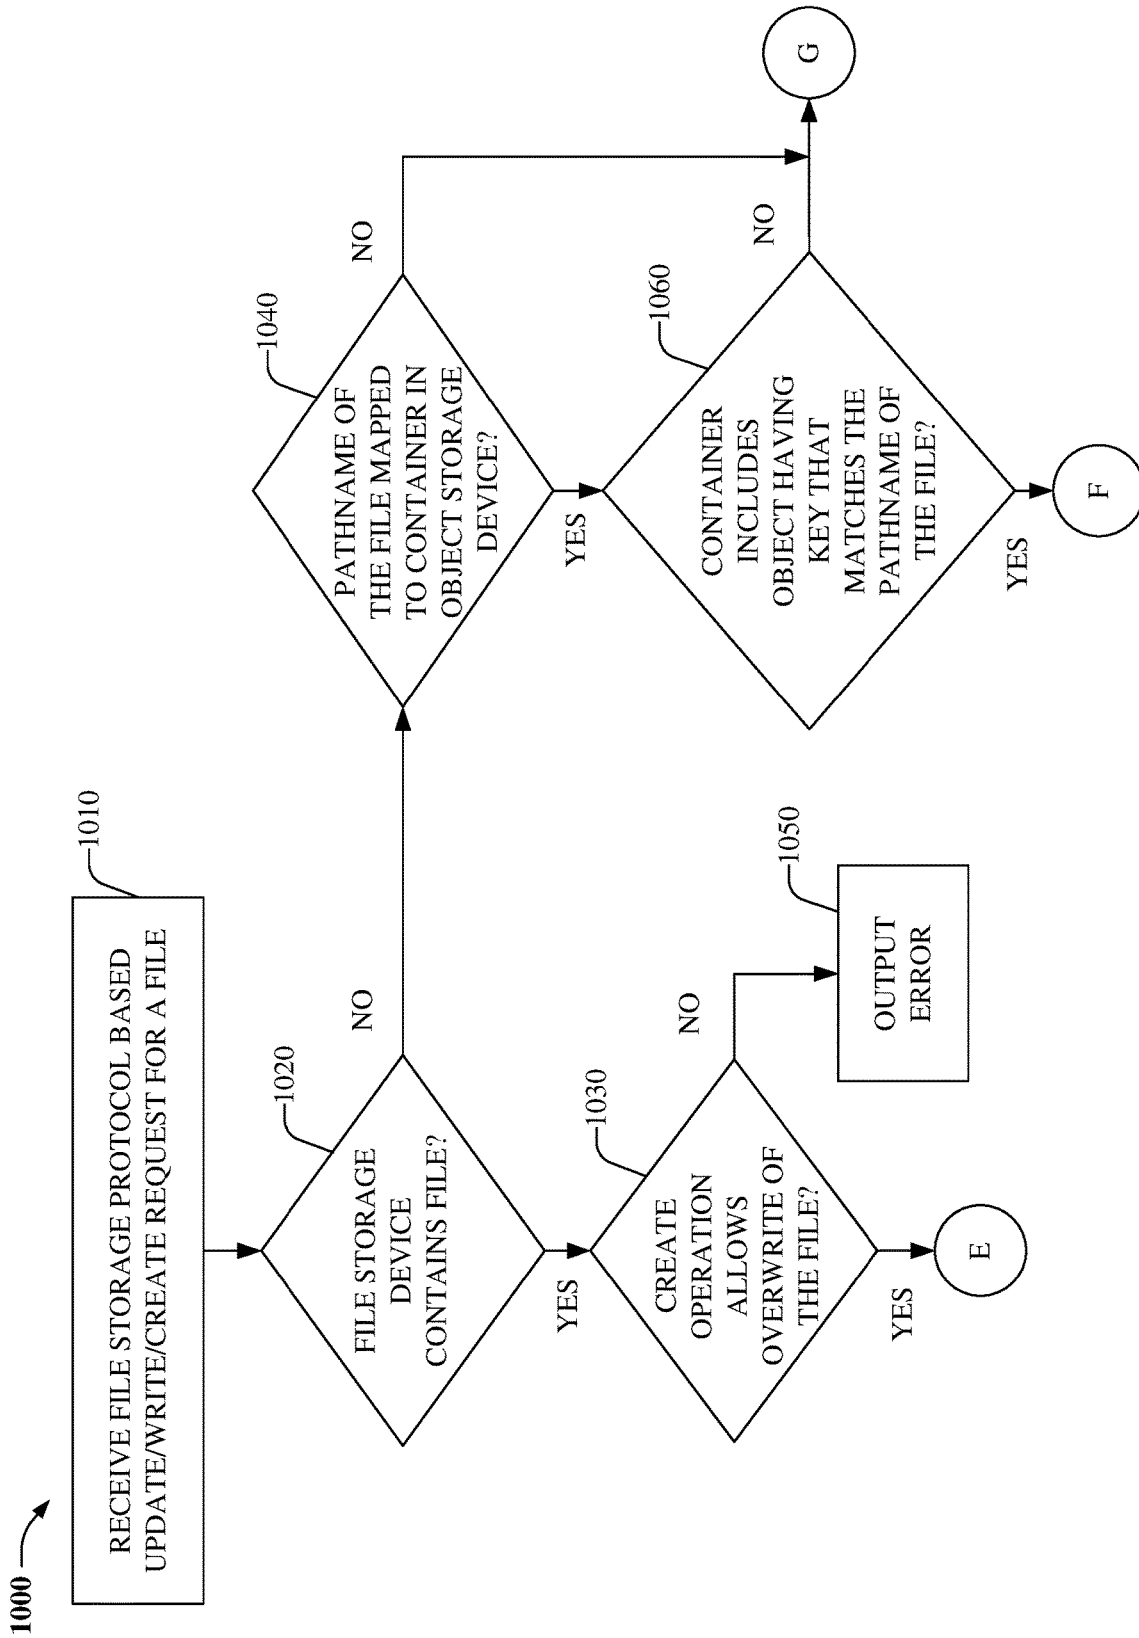 1000
1010
RECEIVE FILE STORAGE PROTOCOL BASED
UPDATE/WRITE/CREATE REQUEST FOR A FILE
1020
FILE STORAGE
DEVICE
CONTAINS FILE?
NO
YES
1040
PATHNAME OF
THE FILE MAPPED
TO CONTAINER IN
OBJECT STORAGE
DEVICE?
NO
YES
1030
CREATE
OPERATION
ALLOWS
OVERWRITE OF
THE FILE?
NO
YES
1050
OUTPUT
ERROR
1060
CONTAINER
INCLUDES
OBJECT HAVING
KEY THAT
MATCHES THE
PATHNAME OF
THE FILE?
NO
YES
G
E
F